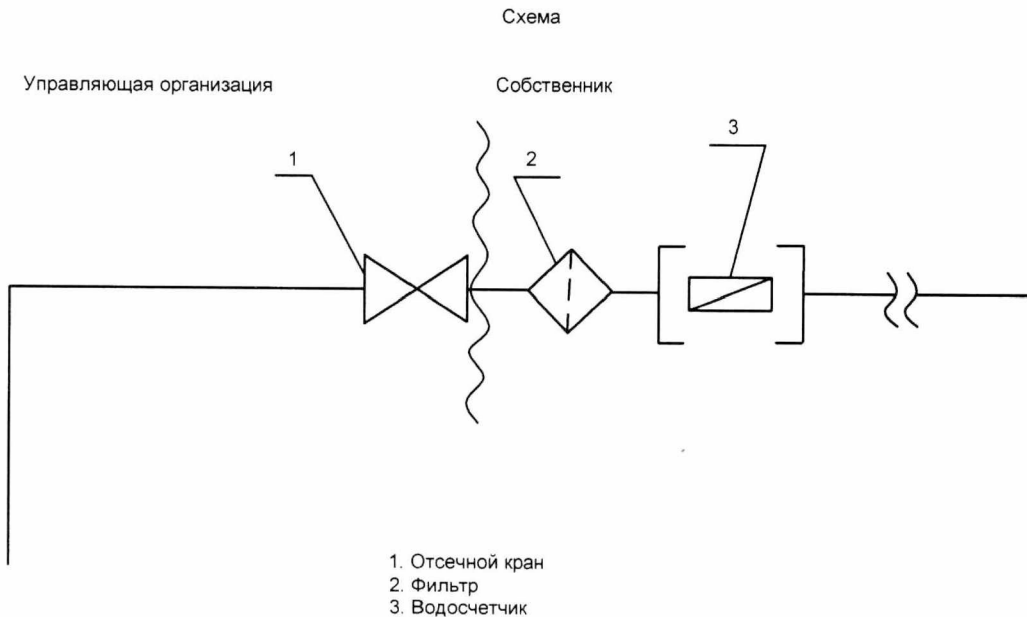 Схема
Управляющая организация
Собственник
1
2
3
1. Отсечной кран
2. Фильтр
3. Водосчетчик